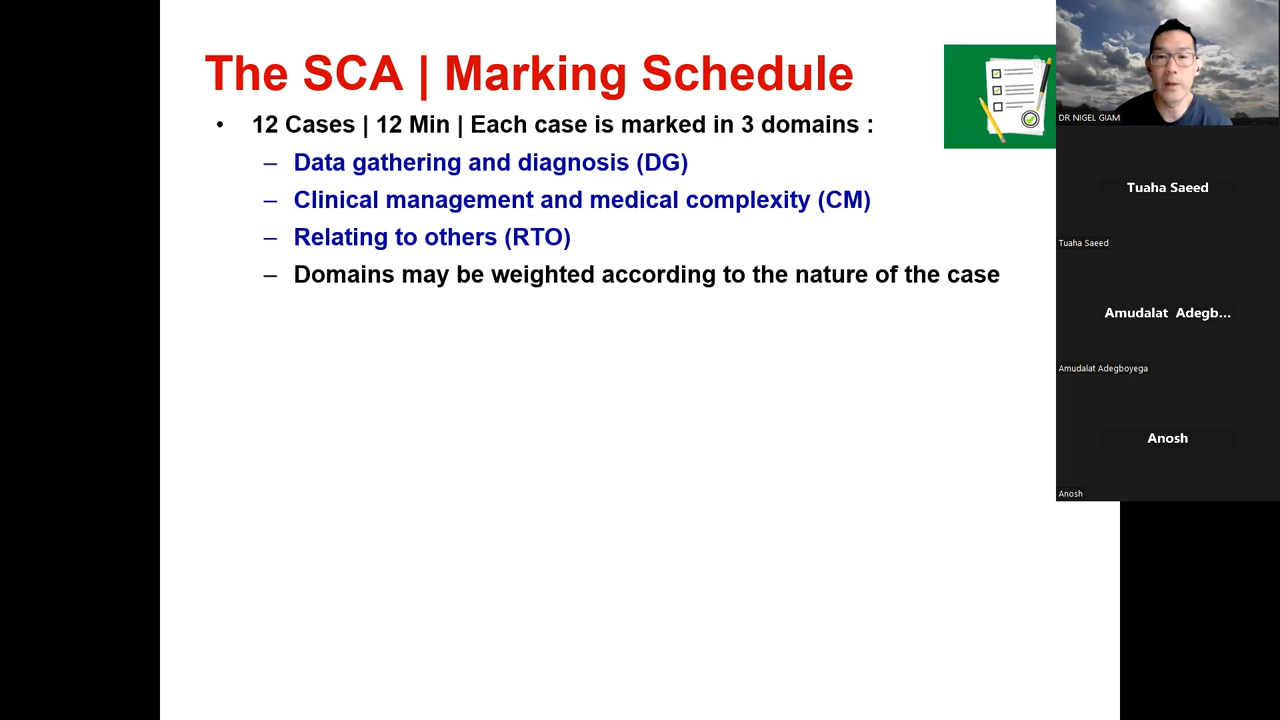 The SCA | Marking Schedule
• 12 Cases | 12 Min | Each case is marked in 3 domains :
– Data gathering and diagnosis (DG)
– Clinical management and medical complexity (CM)
– Relating to others (RTO)
– Domains may be weighted according to the nature of the case
DR NIGEL GIAM
Tuaha Saeed
Tuaha Saeed
Amudalat Adegb...
Amudalat Adegboyega
Anosh
Anosh